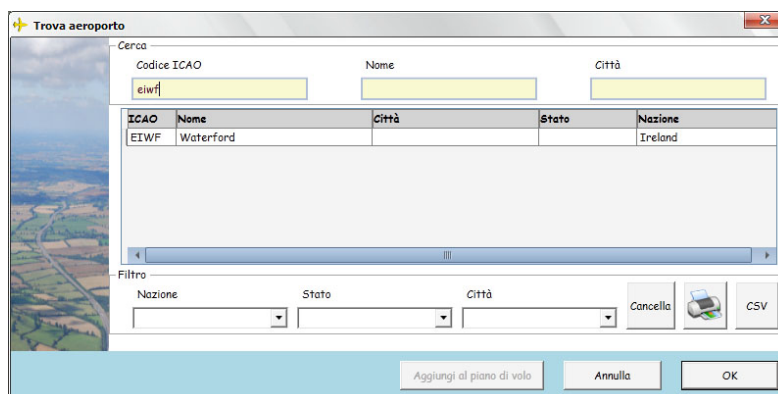 Trova aeroporto
Cerca
Codice ICAO Nome Città
eiwf
ICAO Nome Città Stato Nazione
EIWF Waterford Ireland
Filtro
Nazione Stato Città
Cancella CSV
Aggiungi al piano di volo Annulla OK